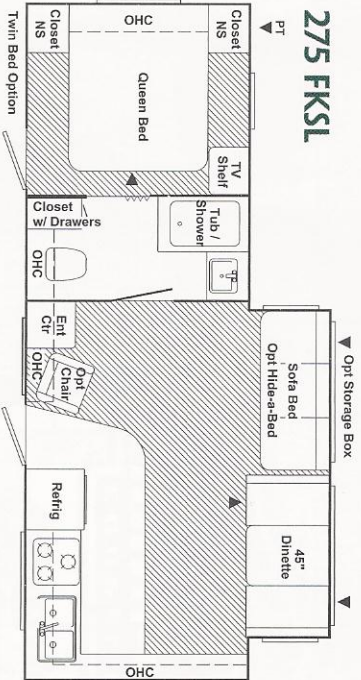 275 FKSL
PT
Closet
NS
OHC
Closet
NS
Queen Bed
TV
Shelf
Twin Bed Option
Closet
w/ Drawers
Tub /
Shower
OHC
Ent
Ctr
OHC
Opt
Chair
Sofa Bed
Opt Hide-a-Bed
Opt Storage Box
45"
Dinette
Refrig
OHC